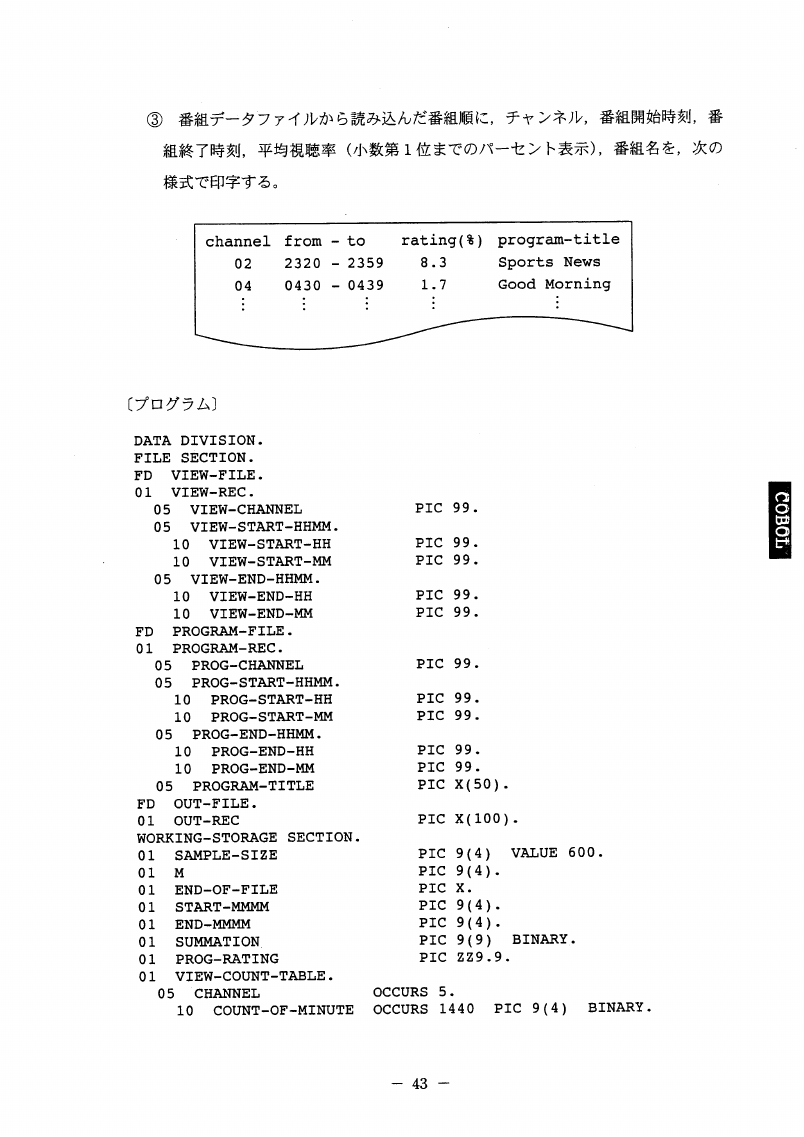 ③ 番組データファイルから読み込んだ番組順に，チャンネル，番組開始時刻，番
組終了時刻，平均視聴率（小数第１位までのパーセント表示），番組名を，次の
様式で印字する。
channel from - to rating(%) program-title
02 2320 - 2359 8.3 Sports News
04 0430 - 0439 1.7 Good Morning
⋮ ⋮ ⋮ ⋮ ⋮
〔プログラム〕
DATA DIVISION.
FILE SECTION.
FD VIEW-FILE.
01 VIEW-REC.
05 VIEW-CHANNEL PIC 99.
05 VIEW-START-HHMM.
10 VIEW-START-HH PIC 99.
10 VIEW-START-MM PIC 99.
05 VIEW-END-HHMM.
10 VIEW-END-HH PIC 99.
10 VIEW-END-MM PIC 99.
FD PROGRAM-FILE.
01 PROGRAM-REC.
05 PROG-CHANNEL PIC 99.
05 PROG-START-HHMM.
10 PROG-START-HH PIC 99.
10 PROG-START-MM PIC 99.
05 PROG-END-HHMM.
10 PROG-END-HH PIC 99.
10 PROG-END-MM PIC 99.
05 PROGRAM-TITLE PIC X(50).
FD OUT-FILE.
01 OUT-REC PIC X(100).
WORKING-STORAGE SECTION.
01 SAMPLE-SIZE PIC 9(4) VALUE 600.
01 M PIC 9(4).
01 END-OF-FILE PIC X.
01 START-MMMM PIC 9(4).
01 END-MMMM PIC 9(4).
01 SUMMATION PIC 9(9) BINARY.
01 PROG-RATING PIC ZZ9.9.
01 VIEW-COUNT-TABLE.
05 CHANNEL OCCURS 5.
10 COUNT-OF-MINUTE OCCURS 1440 PIC 9(4) BINARY.
COBOL
― 43 ―